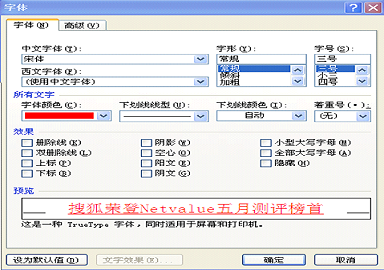 字体
字体(N) 高级(V)
中文字体(T): 字形(Y): 字号(S):
宋体 常规 三号
西文字体(F): 常规 三号
(使用中文字体) 倾斜 小三
加粗 四号
所有文字
字体颜色(C): 下划线线型(U): 下划线颜色(I): 着重号(·):
自动 (无)
效果
删除线(K) 阴影(W) 小型大写字母(M)
双删除线(L) 空心(O) 全部大写字母(A)
上标(P) 阳文(E) 隐藏(H)
下标(B) 阴文(G)
预览
搜狐荣登Netvalue五月测评榜首
这是一种 TrueType 字体,同时适用于屏幕和打印机。
设为默认值(D) 文字效果(E)... 确定 取消